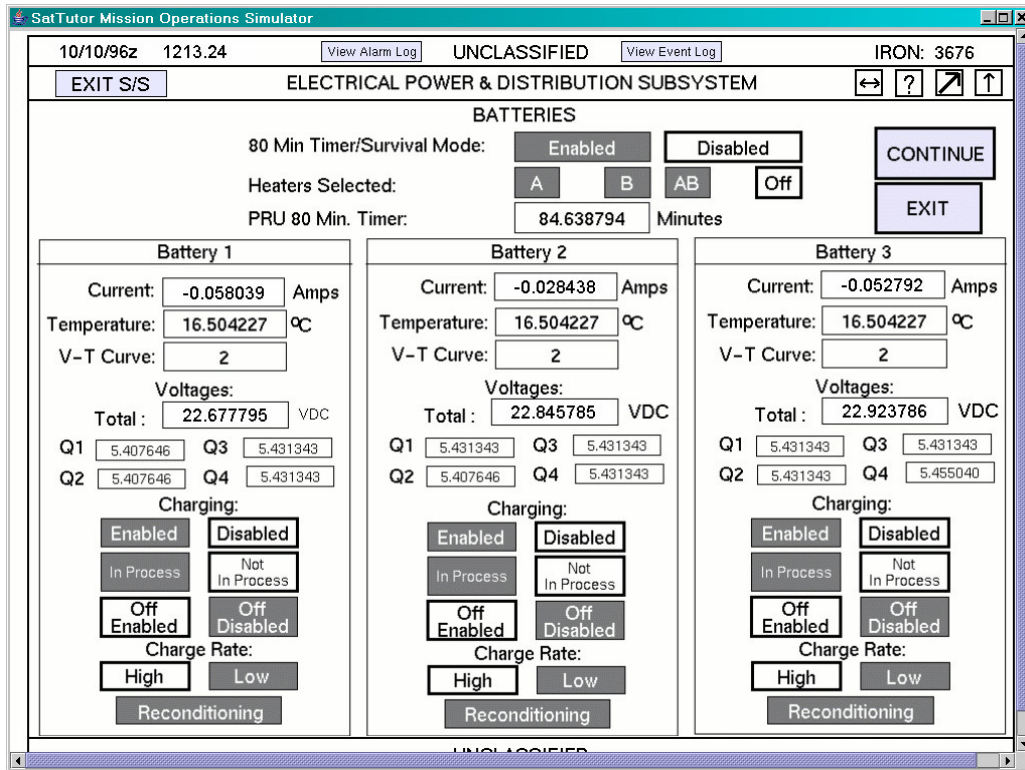 SatTutor Mission Operations Simulator
10/10/96z 1213.24 View Alarm Log UNCLASSIFIED View Event Log IRON: 3676
EXIT S/S ELECTRICAL POWER & DISTRIBUTION SUBSYSTEM ↔ ? ↗ ↑
BATTERIES
80 Min Timer/Survival Mode: Enabled Disabled CONTINUE
Heaters Selected: A B AB Off
PRU 80 Min. Timer: 84.638794 Minutes EXIT
Battery 1
Current: -0.058039 Amps
Temperature: 16.504227 ºC
V-T Curve: 2
Voltages:
Total : 22.677795 VDC
Q1 5.407646 Q3 5.431343
Q2 5.407646 Q4 5.431343
Charging:
Enabled Disabled
In Process Not In Process
Off Enabled Off Disabled
Charge Rate:
High Low
Reconditioning
Battery 2
Current: -0.028438 Amps
Temperature: 16.504227 ºC
V-T Curve: 2
Voltages:
Total : 22.845785 VDC
Q1 5.431343 Q3 5.431343
Q2 5.407646 Q4 5.431343
Charging:
Enabled Disabled
In Process Not In Process
Off Enabled Off Disabled
Charge Rate:
High Low
Reconditioning
Battery 3
Current: -0.052792 Amps
Temperature: 16.504227 ºC
V-T Curve: 2
Voltages:
Total : 22.923786 VDC
Q1 5.431343 Q3 5.431343
Q2 5.431343 Q4 5.455040
Charging:
Enabled Disabled
In Process Not In Process
Off Enabled Off Disabled
Charge Rate:
High Low
Reconditioning
UNCLASSIFIED